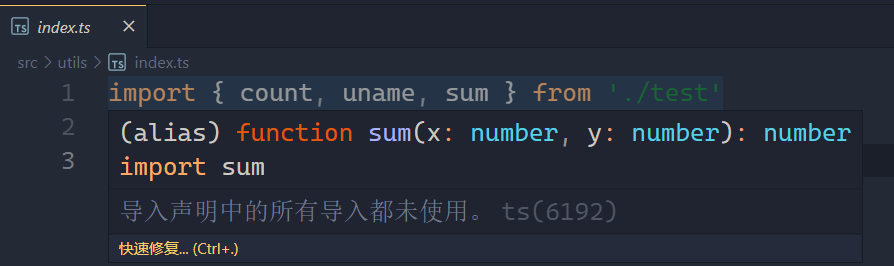 TS index.ts ×
src > utils > TS index.ts
1 import { count, uname, sum } from './test'
2 (alias) function sum(x: number, y: number): number
3 import sum
导入声明中的所有导入都未使用。 ts(6192)
快速修复... (Ctrl+.)